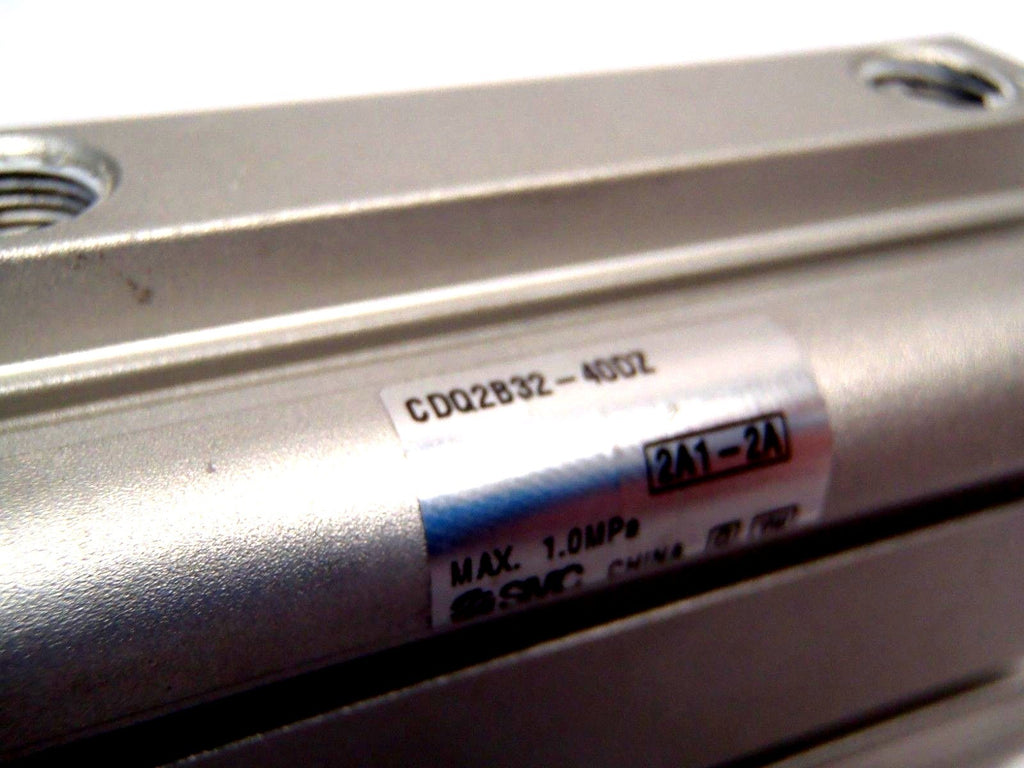 CDQ2B32-40DZ
2A1-2A
MAX. 1.0MPa
SMC CHINA